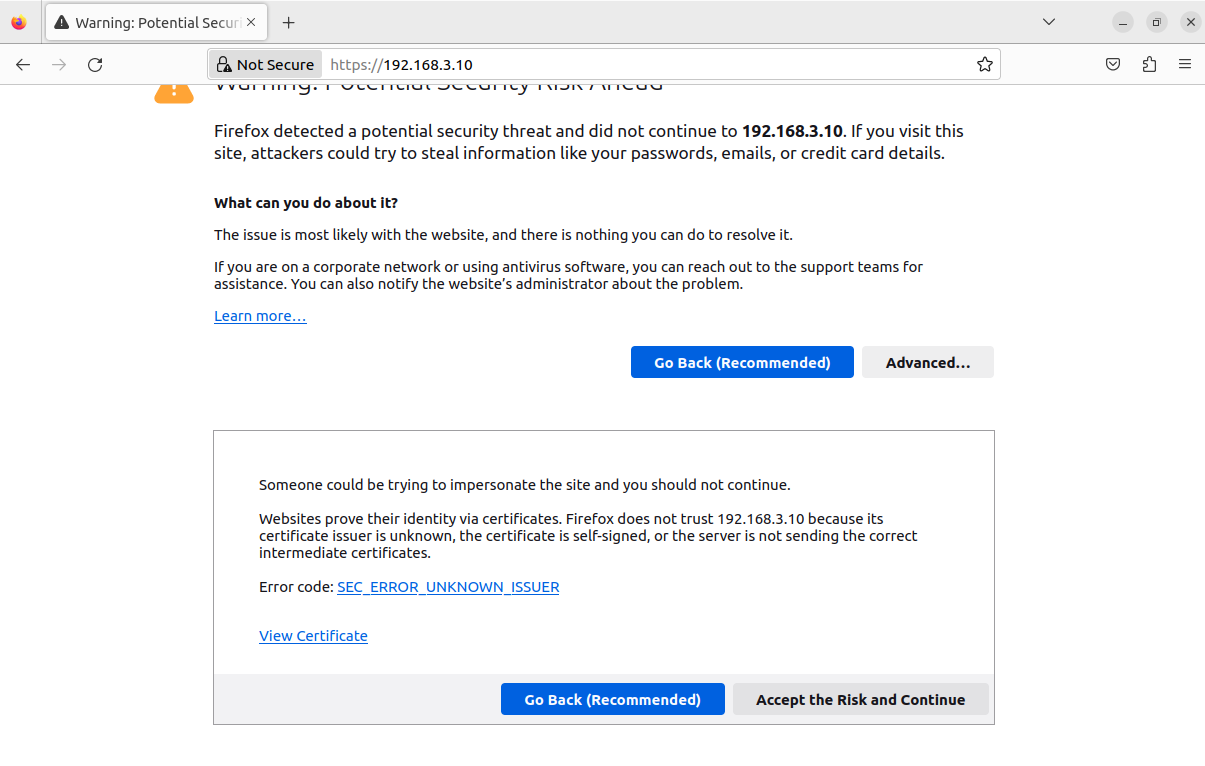 Warning: Potential Securi
Not Secure https://192.168.3.10
Warning: Potential Security Risk Ahead
Firefox detected a potential security threat and did not continue to 192.168.3.10. If you visit this
site, attackers could try to steal information like your passwords, emails, or credit card details.
What can you do about it?
The issue is most likely with the website, and there is nothing you can do to resolve it.
If you are on a corporate network or using antivirus software, you can reach out to the support teams for
assistance. You can also notify the website’s administrator about the problem.
Learn more…
Go Back (Recommended) Advanced…
Someone could be trying to impersonate the site and you should not continue.
Websites prove their identity via certificates. Firefox does not trust 192.168.3.10 because its
certificate issuer is unknown, the certificate is self-signed, or the server is not sending the correct
intermediate certificates.
Error code: SEC_ERROR_UNKNOWN_ISSUER
View Certificate
Go Back (Recommended) Accept the Risk and Continue